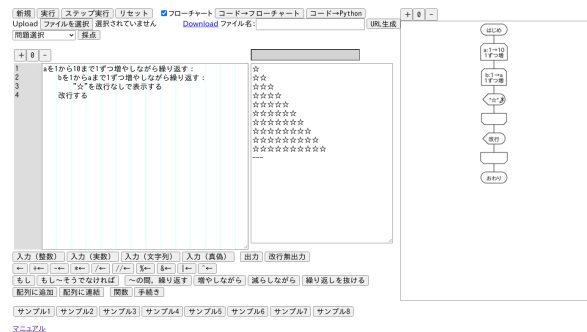 新規 実行 ステップ実行 リセット フローチャート コード→フローチャート コード→Python
Upload ファイルを選択 選択されていません Download ファイル名: URL生成
問題選択 採点
+ 0 -
1 aを1から10まで1ずつ増やしながら繰り返す:
2 bを1からaまで1ずつ増やしながら繰り返す:
3 "☆"を改行なしで表示する
4 改行する
☆
☆☆
☆☆☆
☆☆☆☆
☆☆☆☆☆
☆☆☆☆☆☆
☆☆☆☆☆☆☆
☆☆☆☆☆☆☆☆
☆☆☆☆☆☆☆☆☆
☆☆☆☆☆☆☆☆☆☆
---
入力(整数) 入力(実数) 入力(文字列) 入力(真偽) 出力 改行無出力
← +← -← *← /← //← %← &← |← ^←
もし もし~そうでなければ ~の間,繰り返す 増やしながら 減らしながら 繰り返しを抜ける
配列に追加 配列に連結 関数 手続き
サンプル1 サンプル2 サンプル3 サンプル4 サンプル5 サンプル6 サンプル7 サンプル8
マニュアル
+ 0 -
はじめ
a:1→10
1ずつ増
b:1→a
1ずつ増
"☆"
改行
おわり